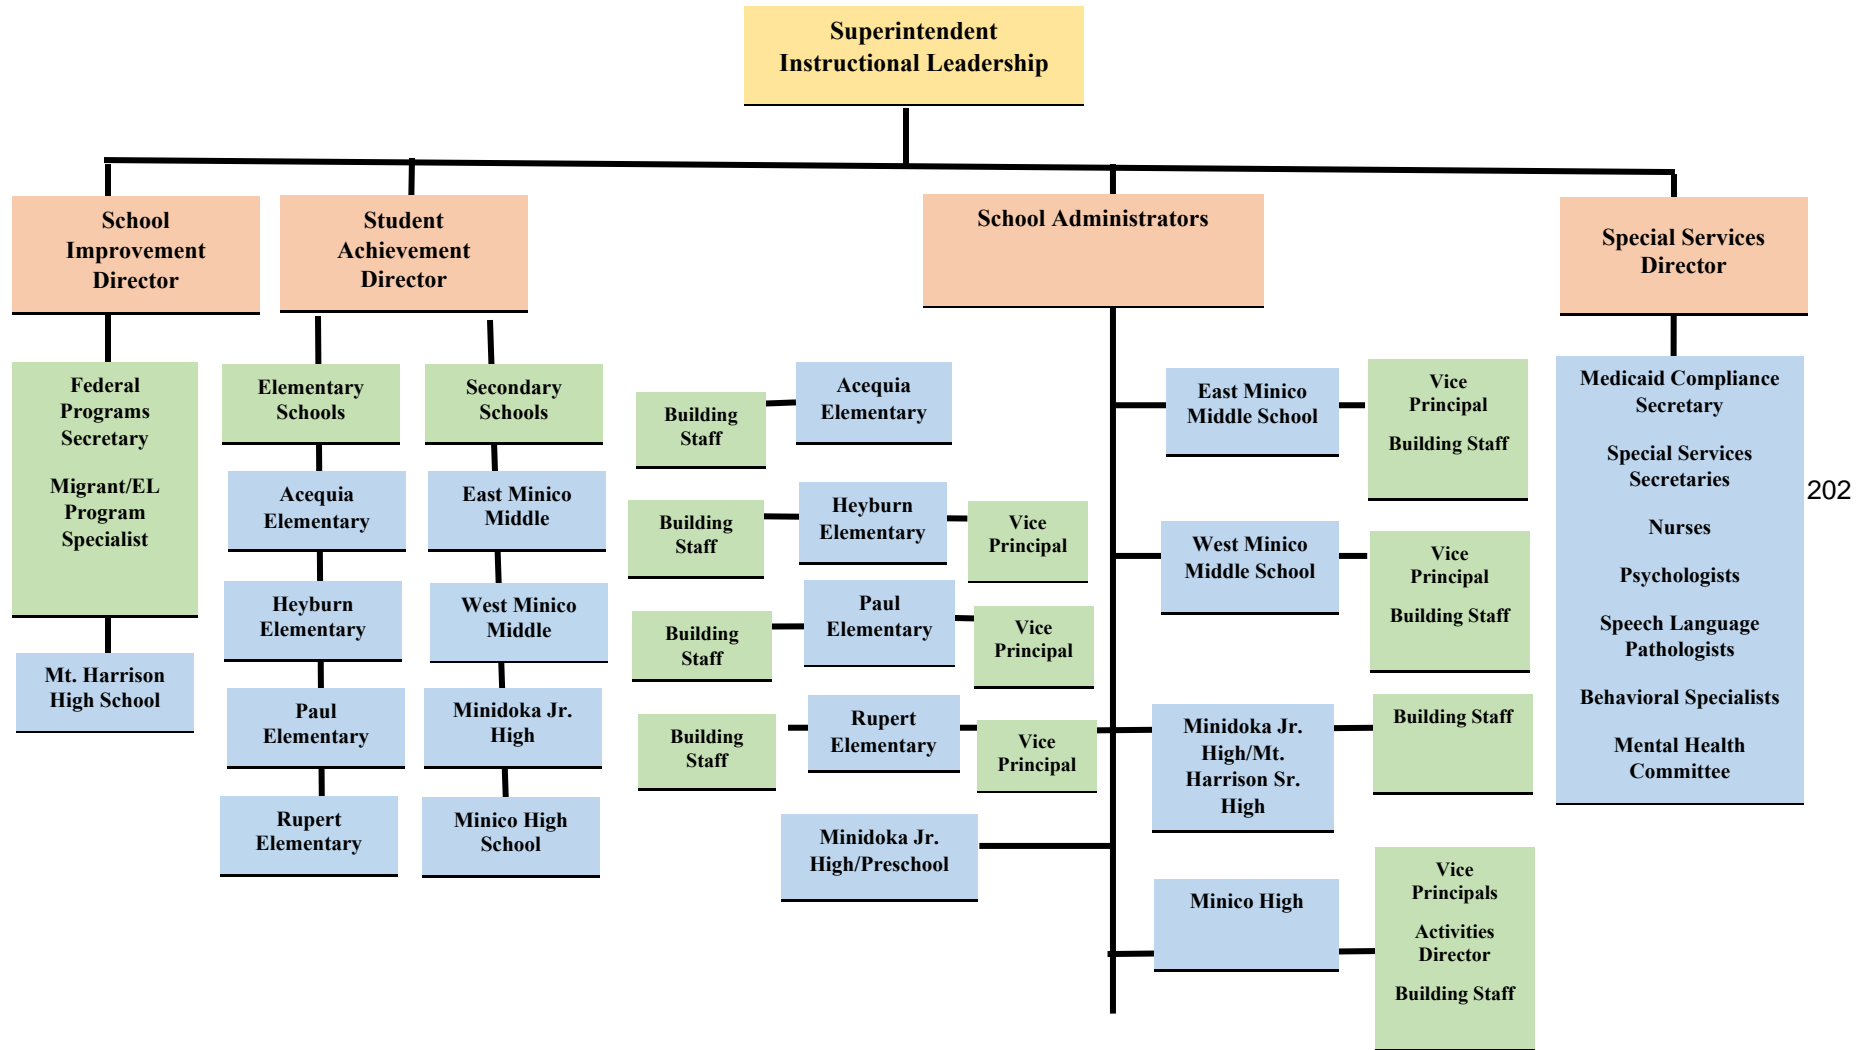 Superintendent
Instructional Leadership
School
Improvement
Director
Student
Achievement
Director
School Administrators
Special Services
Director
Federal
Programs
Secretary
Migrant/EL
Program
Specialist
Mt. Harrison
High School
Elementary
Schools
Acequia
Elementary
Heyburn
Elementary
Paul
Elementary
Rupert
Elementary
Secondary
Schools
East Minico
Middle
West Minico
Middle
Minidoka Jr.
High
Minico High
School
Building
Staff
Acequia
Elementary
Building
Staff
Heyburn
Elementary
Vice
Principal
Building
Staff
Paul
Elementary
Vice
Principal
Building
Staff
Rupert
Elementary
Vice
Principal
Minidoka Jr.
High/Preschool
East Minico
Middle School
Vice
Principal
Building Staff
West Minico
Middle School
Vice
Principal
Building Staff
Minidoka Jr.
High/Mt.
Harrison Sr.
High
Building Staff
Minico High
Vice
Principals
Activities
Director
Building Staff
Medicaid Compliance
Secretary
Special Services
Secretaries
Nurses
Psychologists
Speech Language
Pathologists
Behavioral Specialists
Mental Health
Committee
202